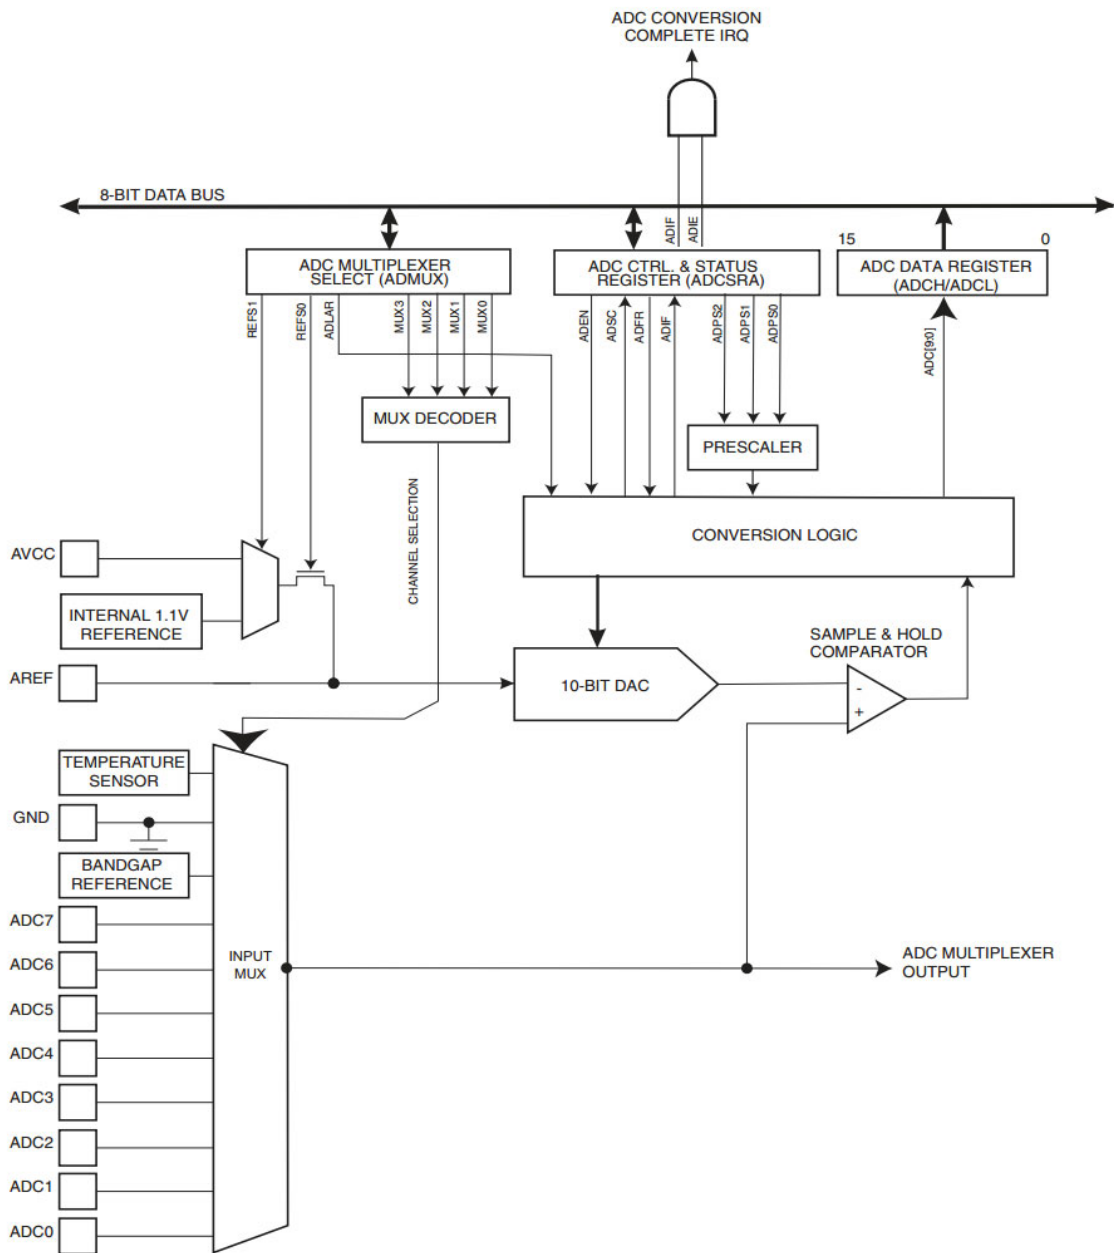 ADC CONVERSION
COMPLETE IRQ
8-BIT DATA BUS
ADIF
ADIE
15
0
ADC MULTIPLEXER
SELECT (ADMUX)
ADC CTRL. & STATUS
REGISTER (ADCSRA)
ADC DATA REGISTER
(ADCH/ADCL)
REFS1
REFS0
ADLAR
MUX3
MUX2
MUX1
MUX0
ADEN
ADSC
ADFR
ADIF
ADPS2
ADPS1
ADPS0
ADC[9:0]
MUX DECODER
PRESCALER
CHANNEL SELECTION
CONVERSION LOGIC
AVCC
INTERNAL 1.1V
REFERENCE
SAMPLE & HOLD
COMPARATOR
AREF
10-BIT DAC
-
+
TEMPERATURE
SENSOR
GND
BANDGAP
REFERENCE
ADC7
ADC6
ADC5
ADC4
ADC3
ADC2
ADC1
ADC0
INPUT
MUX
ADC MULTIPLEXER
OUTPUT